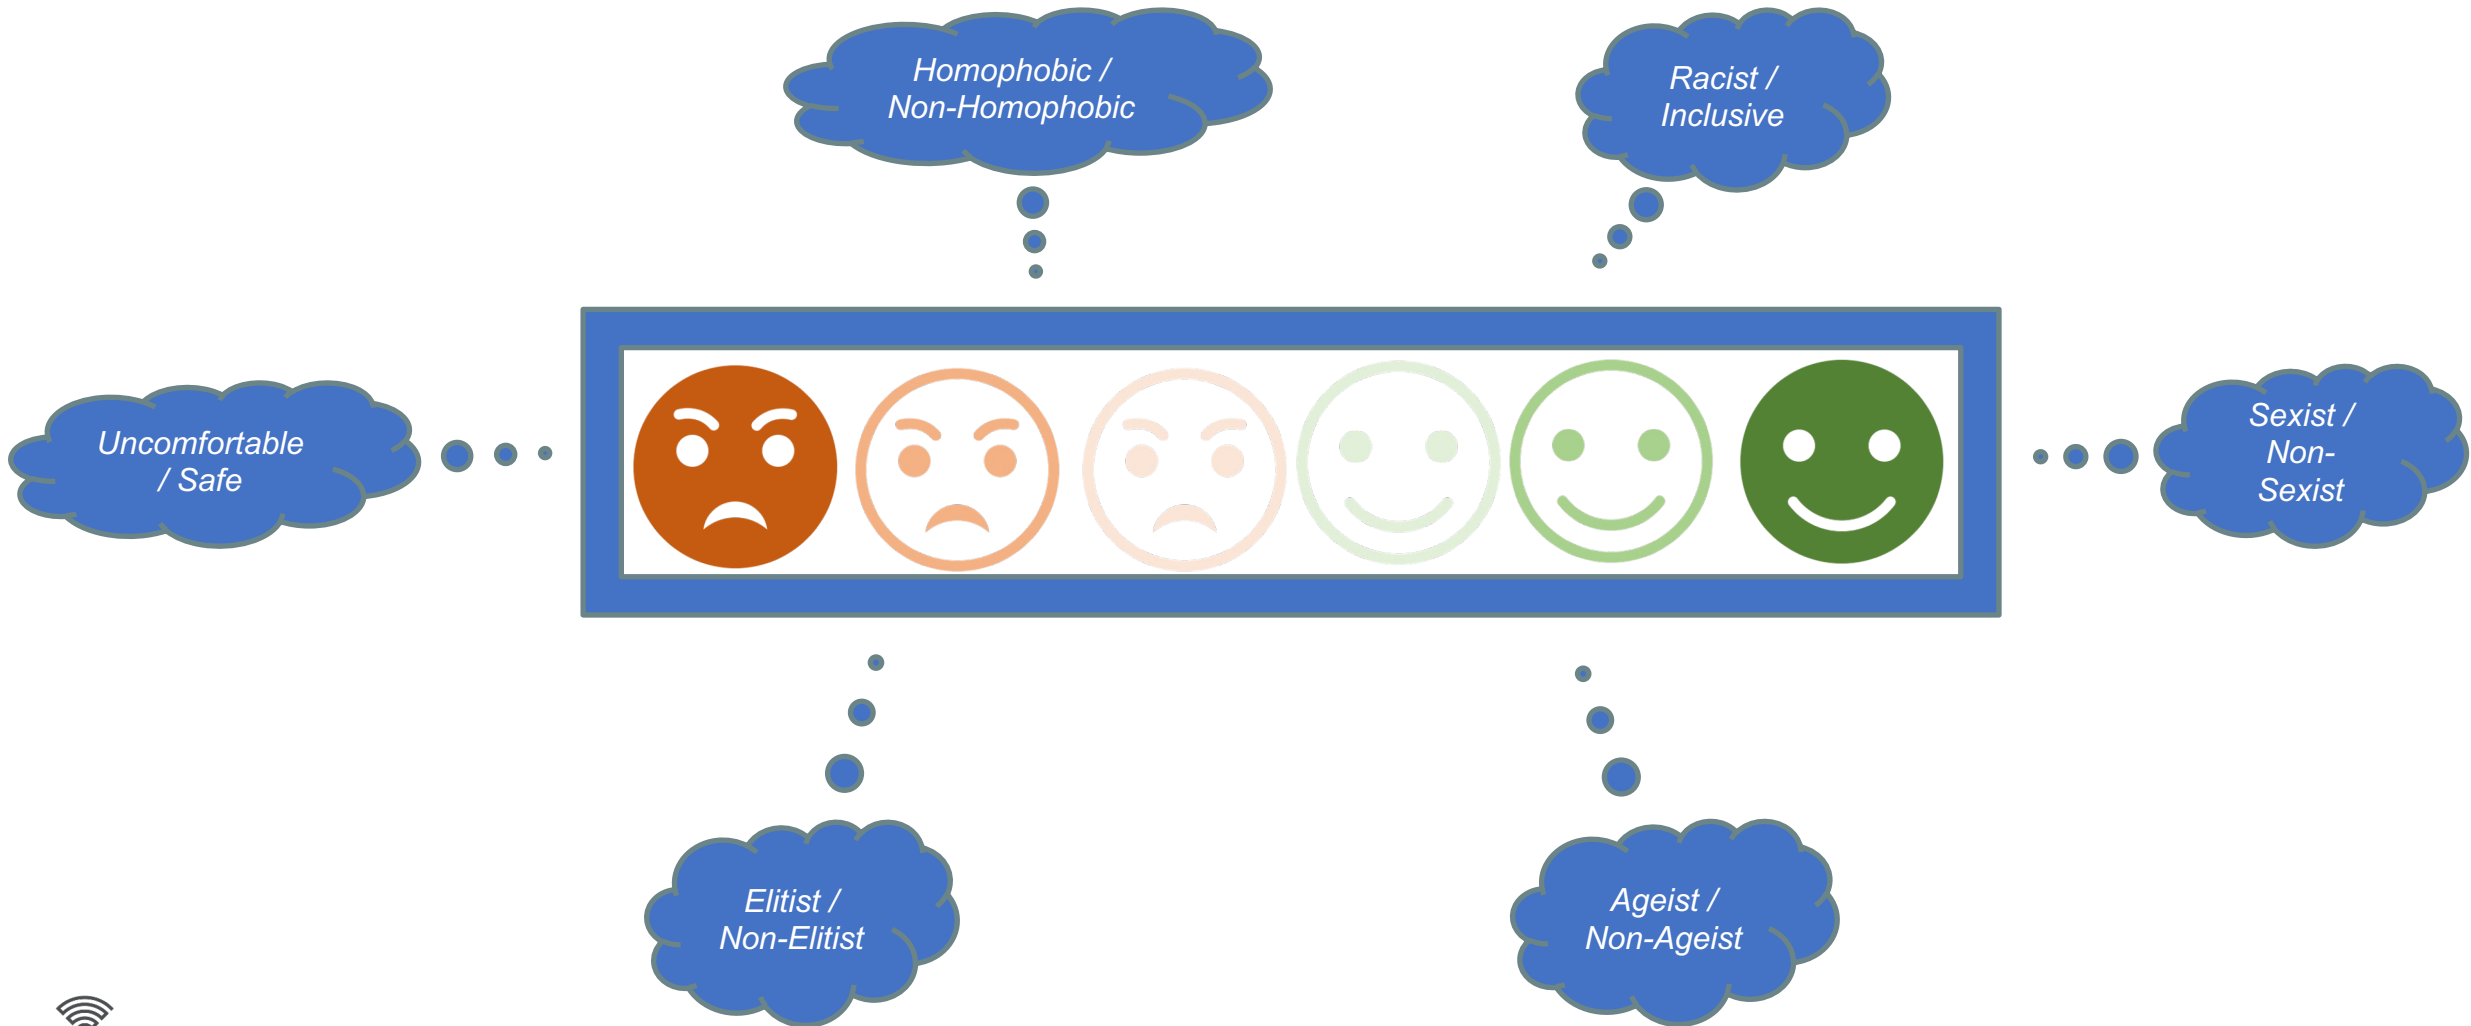 Homophobic /
Non-Homophobic
Racist /
Inclusive
Uncomfortable
/ Safe
Sexist /
Non-
Sexist
Elitist /
Non-Elitist
Ageist /
Non-Ageist